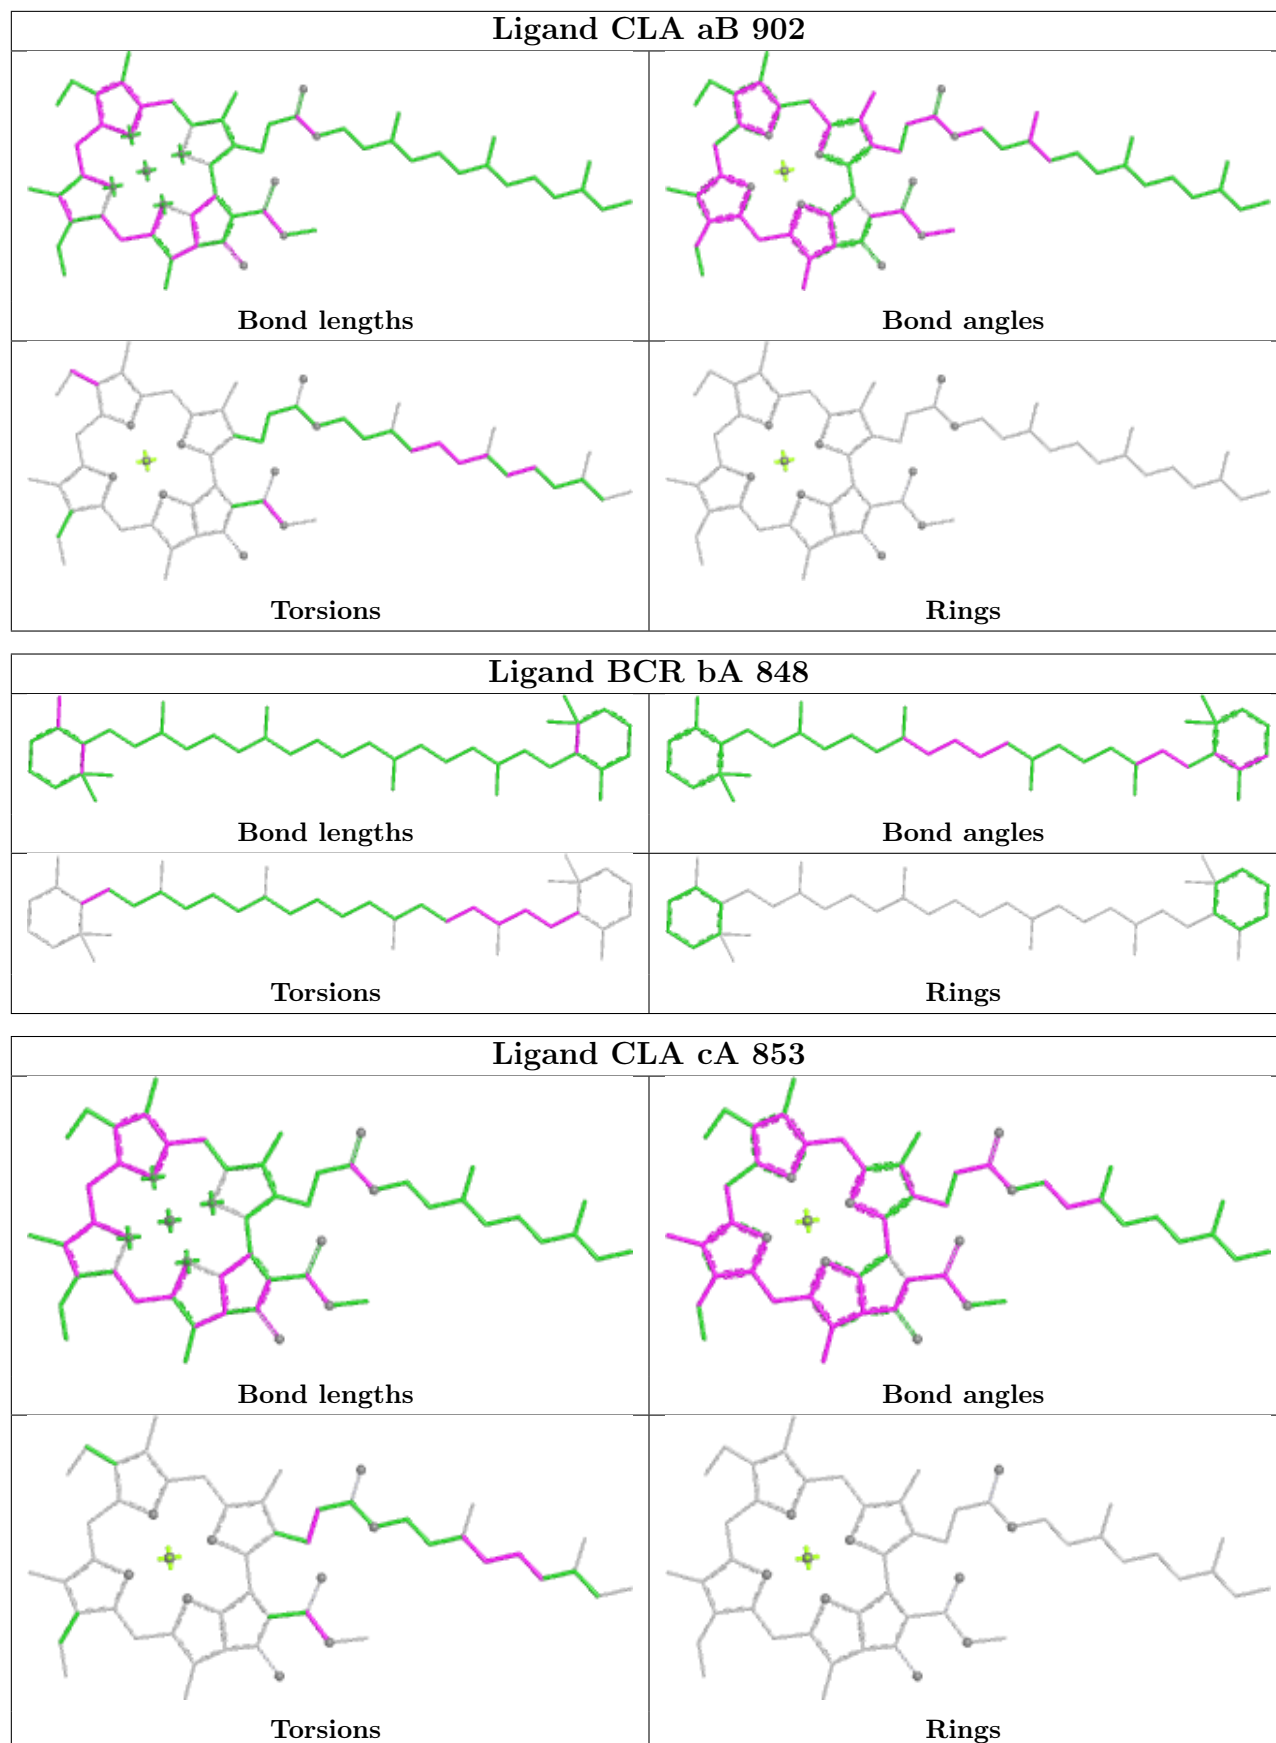 Ligand CLA aB 902
Bond lengths
Bond angles
Torsions
Rings
Ligand BCR bA 848
Bond lengths
Bond angles
Torsions
Rings
Ligand CLA cA 853
Bond lengths
Bond angles
Torsions
Rings